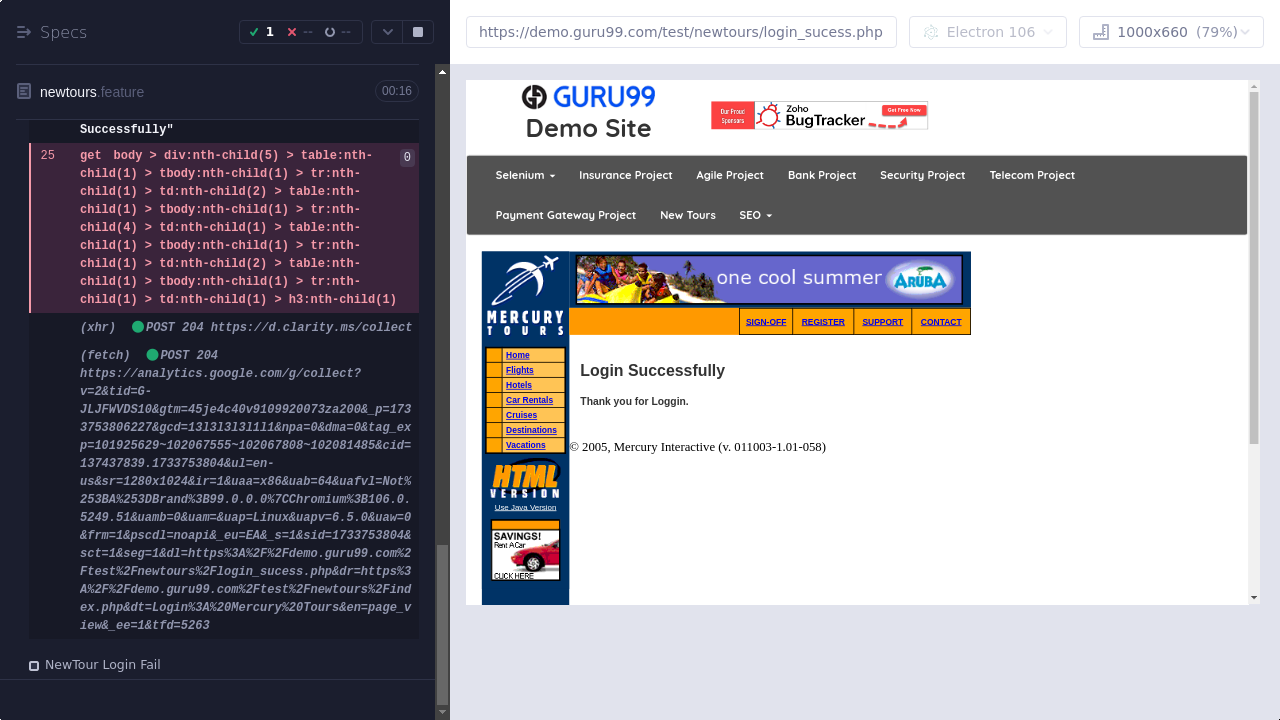 Specs
1 -- --
newtours.feature
00:16
Successfully"
25 get body > div:nth-child(5) > table:nth-
0
child(1) > tbody:nth-child(1) > tr:nth-
child(1) > td:nth-child(2) > table:nth-
child(1) > tbody:nth-child(1) > tr:nth-
child(4) > td:nth-child(1) > table:nth-
child(1) > tbody:nth-child(1) > tr:nth-
child(1) > td:nth-child(2) > table:nth-
child(1) > tbody:nth-child(1) > tr:nth-
child(1) > td:nth-child(1) > h3:nth-child(1)
(xhr) POST 204 https://d.clarity.ms/collect
(fetch) POST 204
https://analytics.google.com/g/collect?
v=2&tid=G-
JLJFWVDS10&gtm=45je4c40v9109920073za200&_p=173
3753806227&gcd=13l3l3l3l1l1&npa=0&dma=0&tag_ex
p=101925629~102067555~102067808~102081485&cid=
137437839.1733753804&ul=en-
us&sr=1280x1024&ir=1&uaa=x86&uab=64&uafvl=Not%
253BA%253DBrand%3B99.0.0.0%7CChromium%3B106.0.
5249.51&uamb=0&uam=&uap=Linux&uapv=6.5.0&uaw=0
&frm=1&pscdl=noapi&_eu=EA&_s=1&sid=1733753804&
sct=1&seg=1&dl=https%3A%2F%2Fdemo.guru99.com%2
Ftest%2Fnewtours%2Flogin_sucess.php&dr=https%3
A%2F%2Fdemo.guru99.com%2Ftest%2Fnewtours%2Find
ex.php&dt=Login%3A%20Mercury%20Tours&en=page_v
iew&_ee=1&tfd=5263
NewTour Login Fail
https://demo.guru99.com/test/newtours/login_sucess.php
Electron 106
1000x660 (79%)
GURU99
Demo Site
Our Proud
Sponsors
Zoho
BugTracker
Get Free Now
Selenium
Insurance Project
Agile Project
Bank Project
Security Project
Telecom Project
Payment Gateway Project
New Tours
SEO
MERCURY
TOURS
one cool summer
ARUBA
SIGN-OFF
REGISTER
SUPPORT
CONTACT
Home
Flights
Hotels
Car Rentals
Cruises
Destinations
Vacations
HTML
VERSION
Use Java Version
SAVINGS!
Rent A Car
CLICK HERE
Login Successfully
Thank you for Loggin.
© 2005, Mercury Interactive (v. 011003-1.01-058)